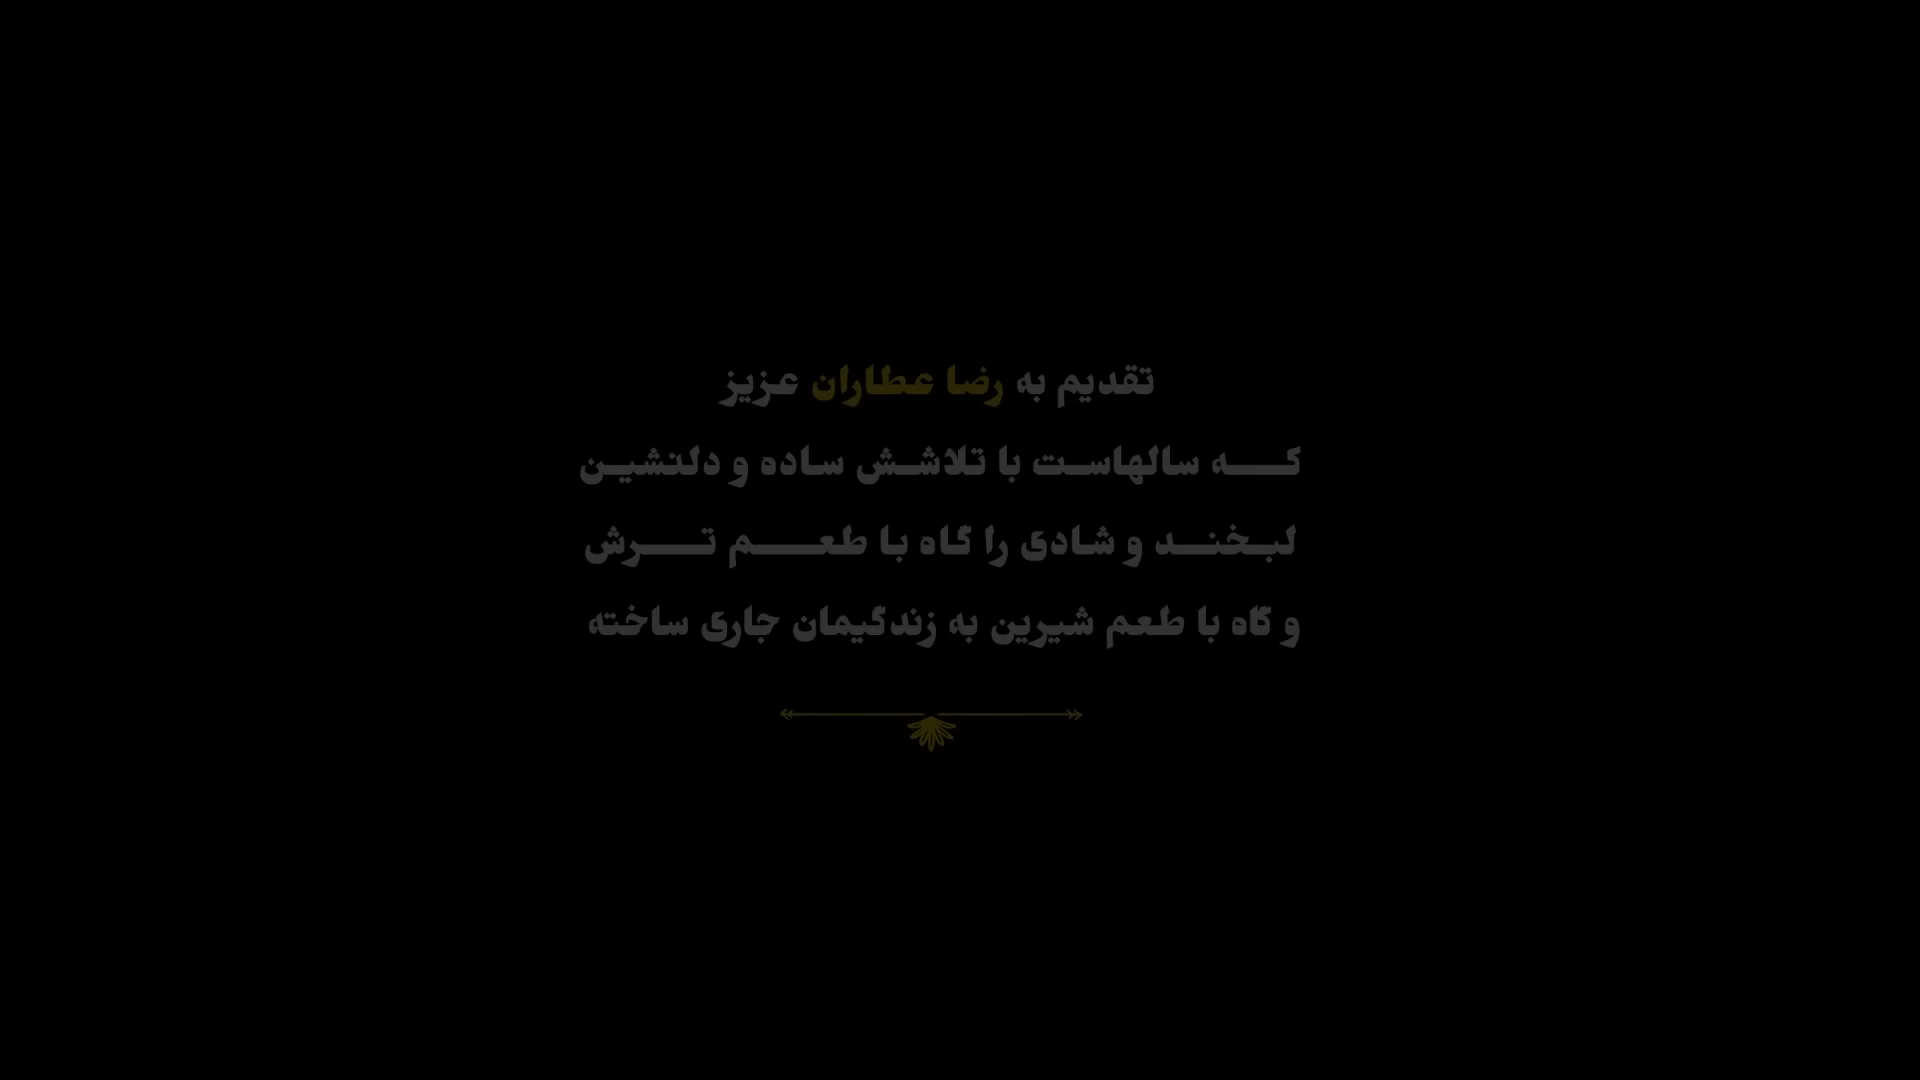 تقدیم به رضا عطاران عزیز
که سالهاست با تلاشش ساده و دلنشین
لبخند و شادی را گاه با طعم ترش
و گاه با طعم شیرین به زندگیمان جاری ساخته